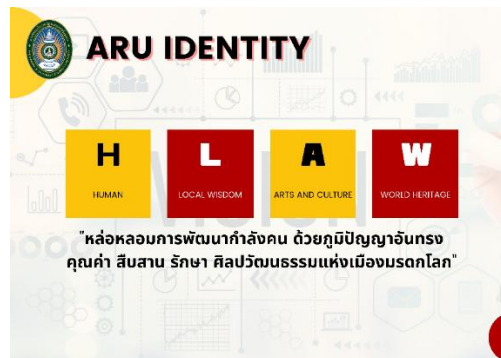 ARU IDENTITY
H
HUMAN
L
LOCAL WISDOM
A
ARTS AND CULTURE
W
WORLD HERITAGE
"หล่อหลอมการพัฒนากำลังคน ด้วยภูมิปัญญาอันทรง
คุณค่า สืบสาน รักษา ศิลปวัฒนธรรมแห่งเมืองมรดกโลก"